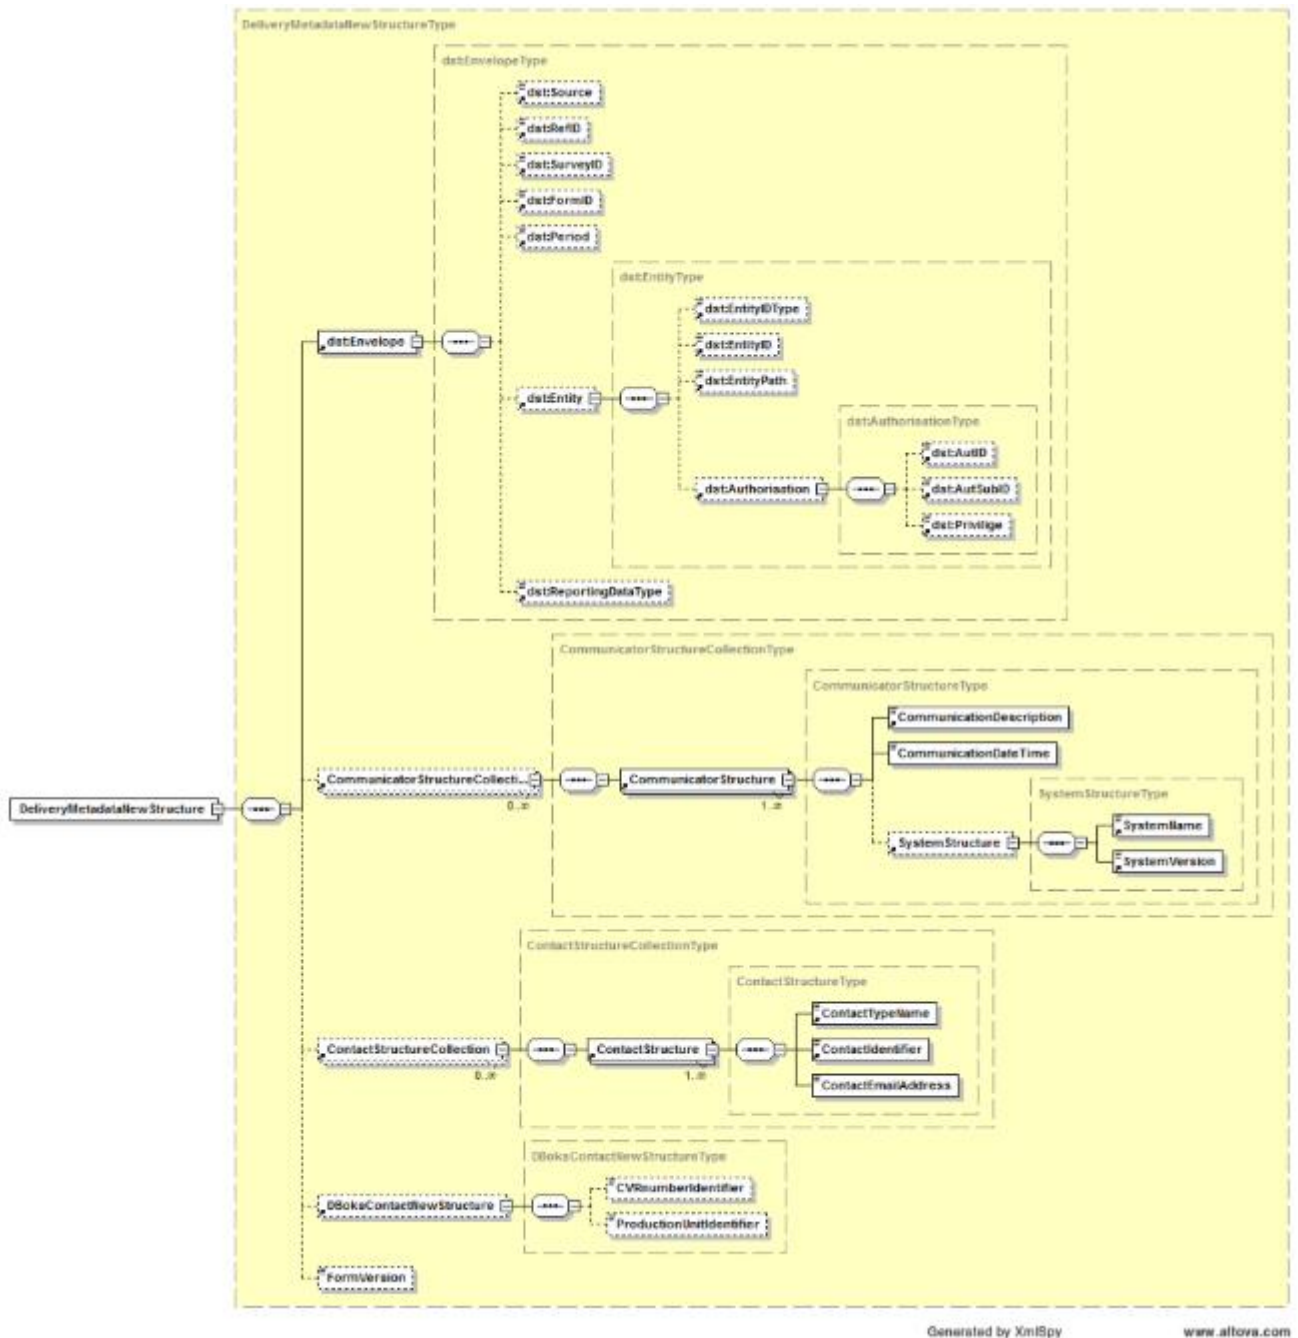 DeliveryMetadataNewStructureType
dst:EnvelopeType
dst:Source
dst:RefID
dst:SurveyID
dst:FormID
dst:Period
dst:EntityType
dst:EntityIDType
dst:Envelope
dst:EntityID
dst:EntityPath
dst:Entity
dst:AuthorisationType
dst:AutID
dst:Authorisation
dst:AutSubID
dst:Privilige
dst:ReportingDataType
CommunicatorStructureCollectionType
CommunicatorStructureType
CommunicationDescription
CommunicationDateTime
CommunicatorStructureCollecti...
CommunicatorStructure
0..∞
1..∞
SystemStructureType
DeliveryMetadataNewStructure
SystemName
SystemStructure
SystemVersion
ContactStructureCollectionType
ContactStructureType
ContactTypeName
ContactStructureCollection
ContactStructure
ContactIdentifier
0..∞
1..∞
ContactEmailAddress
DBoksContactNewStructureType
CVRnumberIdentifier
DBoksContactNewStructure
ProductionUnitIdentifier
FormVersion
Generated by XmlSpy
www.altova.com